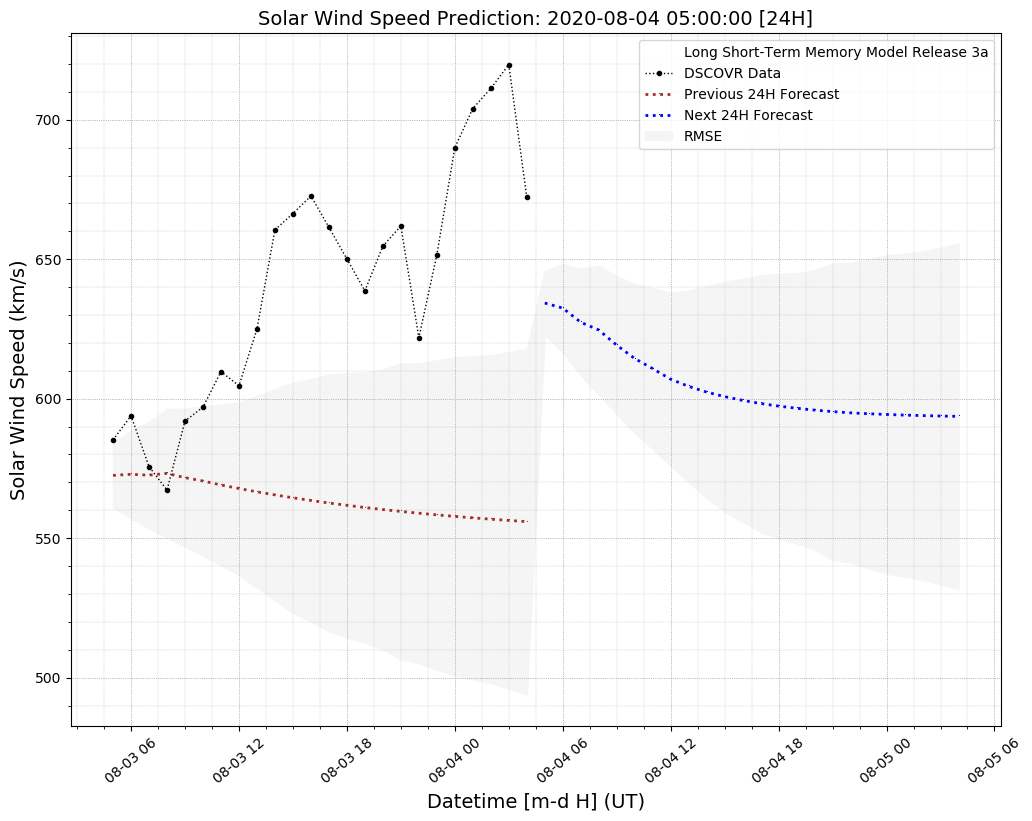 Solar Wind Speed Prediction: 2020-08-04 05:00:00 [24H]
Long Short-Term Memory Model Release 3a
DSCOVR Data
Previous 24H Forecast
Next 24H Forecast
RMSE
Solar Wind Speed (km/s)
700
650
600
550
500
08-03 06
08-03 12
08-03 18
08-04 00
08-04 06
08-04 12
08-04 18
08-05 00
08-05 06
Datetime [m-d H] (UT)